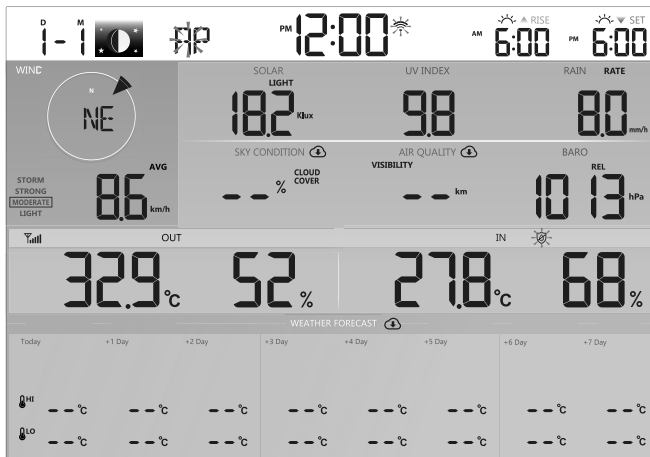 D M
1-1 PM 12:00 RISE AM 6:00 SET PM 6:00
WIND SOLAR UV INDEX RAIN RATE
N
NE
LIGHT
18.2 Klux 9.8 8.0 mm/h
SKY CONDITION AIR QUALITY BARO
AVG
8.6 km/h
STORM
STRONG
MODERATE
LIGHT
CLOUD
COVER
-- %
VISIBILITY
-- km
REL
1013 hPa
OUT IN
32.9 °C 52 % 27.8 °C 68 %
WEATHER FORECAST
Today +1 Day +2 Day +3 Day +4 Day +5 Day +6 Day +7 Day
HI -- °C -- °C -- °C -- °C -- °C -- °C -- °C -- °C
LO -- °C -- °C -- °C -- °C -- °C -- °C -- °C -- °C